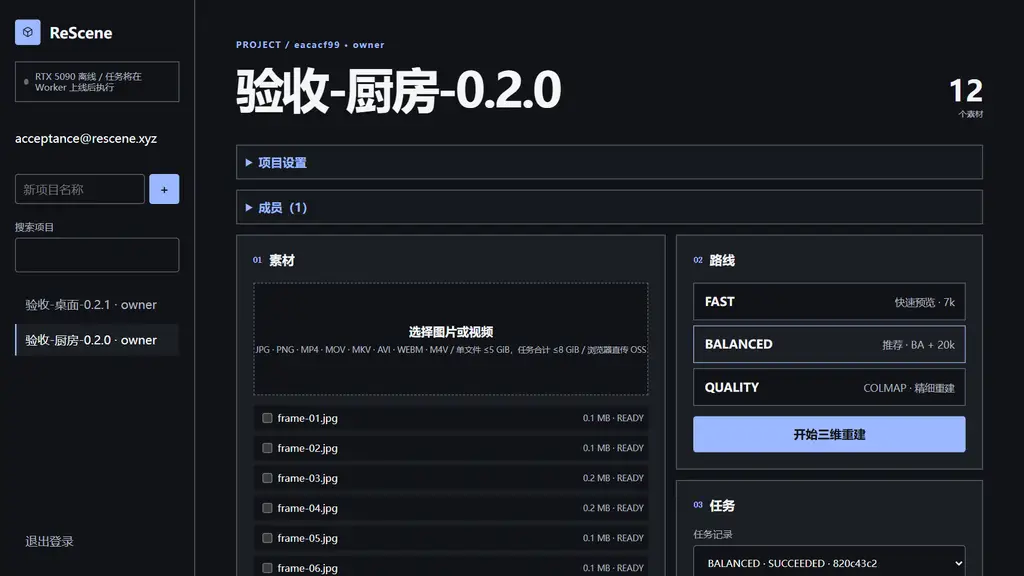 ReScene
RTX 5090 离线 / 任务将在
Worker 上线后执行
acceptance@rescene.xyz
新项目名称
+
搜索项目
验收-桌面-0.2.1 · owner
验收-厨房-0.2.0 · owner
退出登录
PROJECT / eacacf99 • owner
验收-厨房-0.2.0
12
个素材
▶ 项目设置
▶ 成员（1）
01 素材
选择图片或视频
JPG · PNG · MP4 · MOV · MKV · AVI · WEBM · M4V / 单文件 ≤5 GiB，任务合计 ≤8 GiB / 浏览器直传 OSS
frame-01.jpg 0.1 MB · READY
frame-02.jpg 0.1 MB · READY
frame-03.jpg 0.2 MB · READY
frame-04.jpg 0.2 MB · READY
frame-05.jpg 0.1 MB · READY
frame-06.jpg 0.1 MB · READY
02 路线
FAST 快速预览 · 7k
BALANCED 推荐 · BA + 20k
QUALITY COLMAP · 精细重建
开始三维重建
03 任务
任务记录
BALANCED · SUCCEEDED · 820c43c2